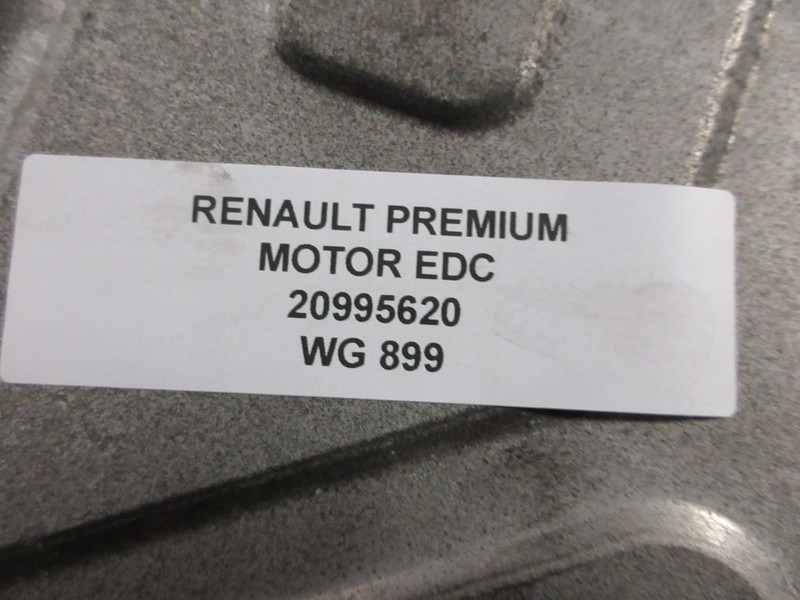 RENAULT PREMIUM
MOTOR EDC
20995620
WG 899